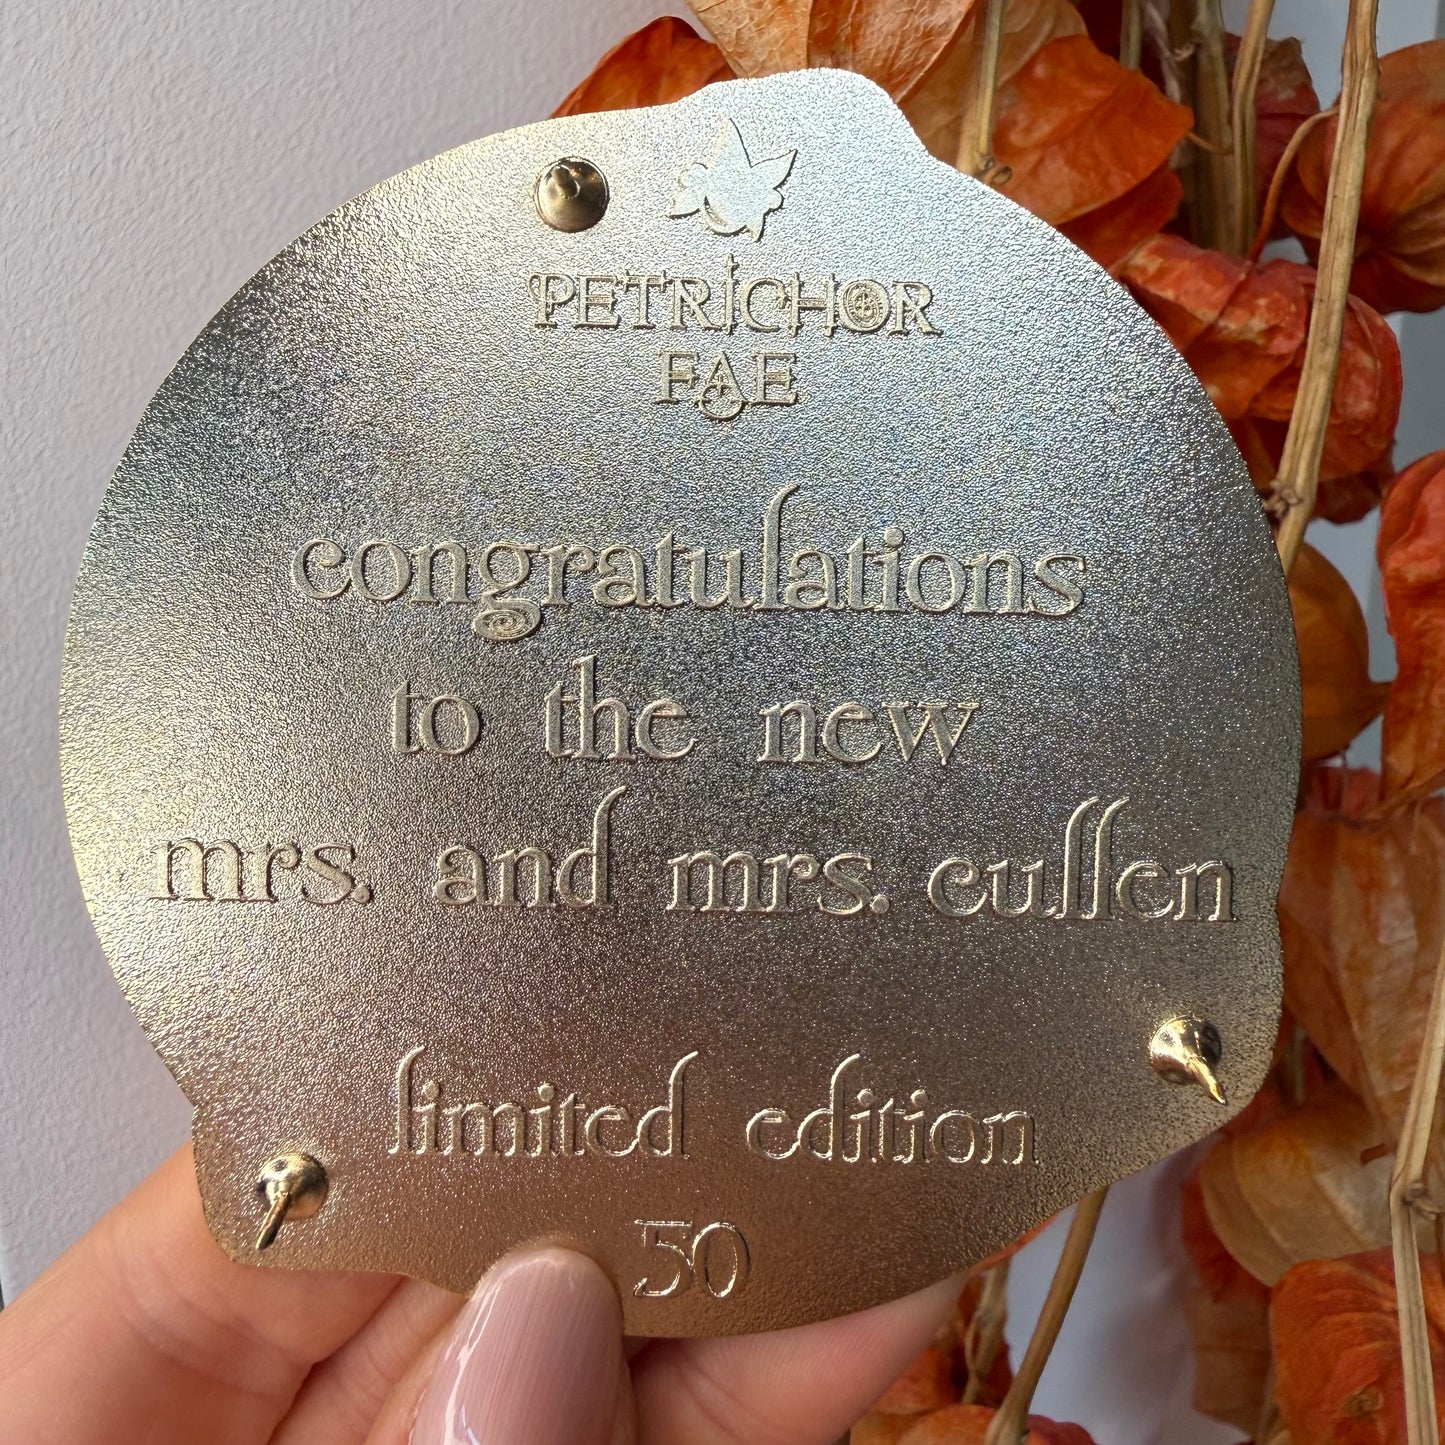 PETRICHOR
FAE
congratulations
to the new
mrs. and mrs. cullen
limited edition
50